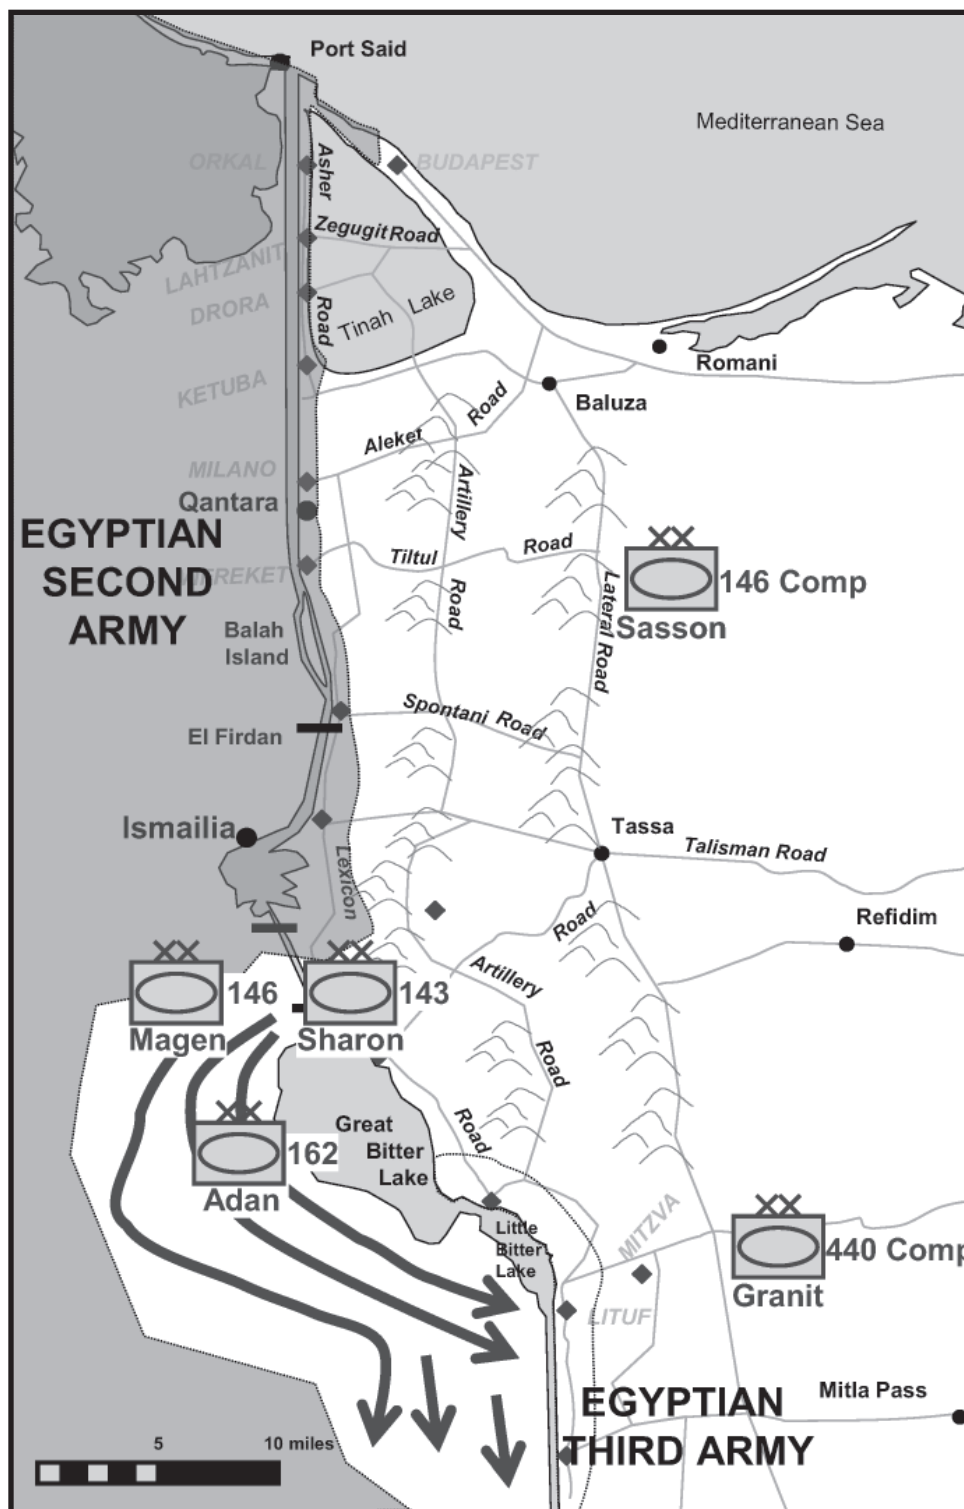 Port Said
Mediterranean Sea
ORKAL
Asher
BUDAPEST
Zegugit Road
LAHTZANIT
DRORA
Road
Tinah Lake
Romani
KETUBA
Baluza
Aleket Road
MILANO
Artillery
Qantara
EGYPTIAN
SECOND
ARMY
Tiltul Road
146 Comp
Sasson
Road
Lateral Road
Balah
Island
Spontani Road
El Firdan
Ismailia
Tassa
Talisman Road
Lexicon
Refidim
Road
Artillery
146
Magen
143
Sharon
Road
Great
Bitter
Lake
Road
162
Adan
Little
Bitter
Lake
MITZVA
440 Comp
Granit
LITUF
Mitla Pass
EGYPTIAN
THIRD ARMY
5
10 miles